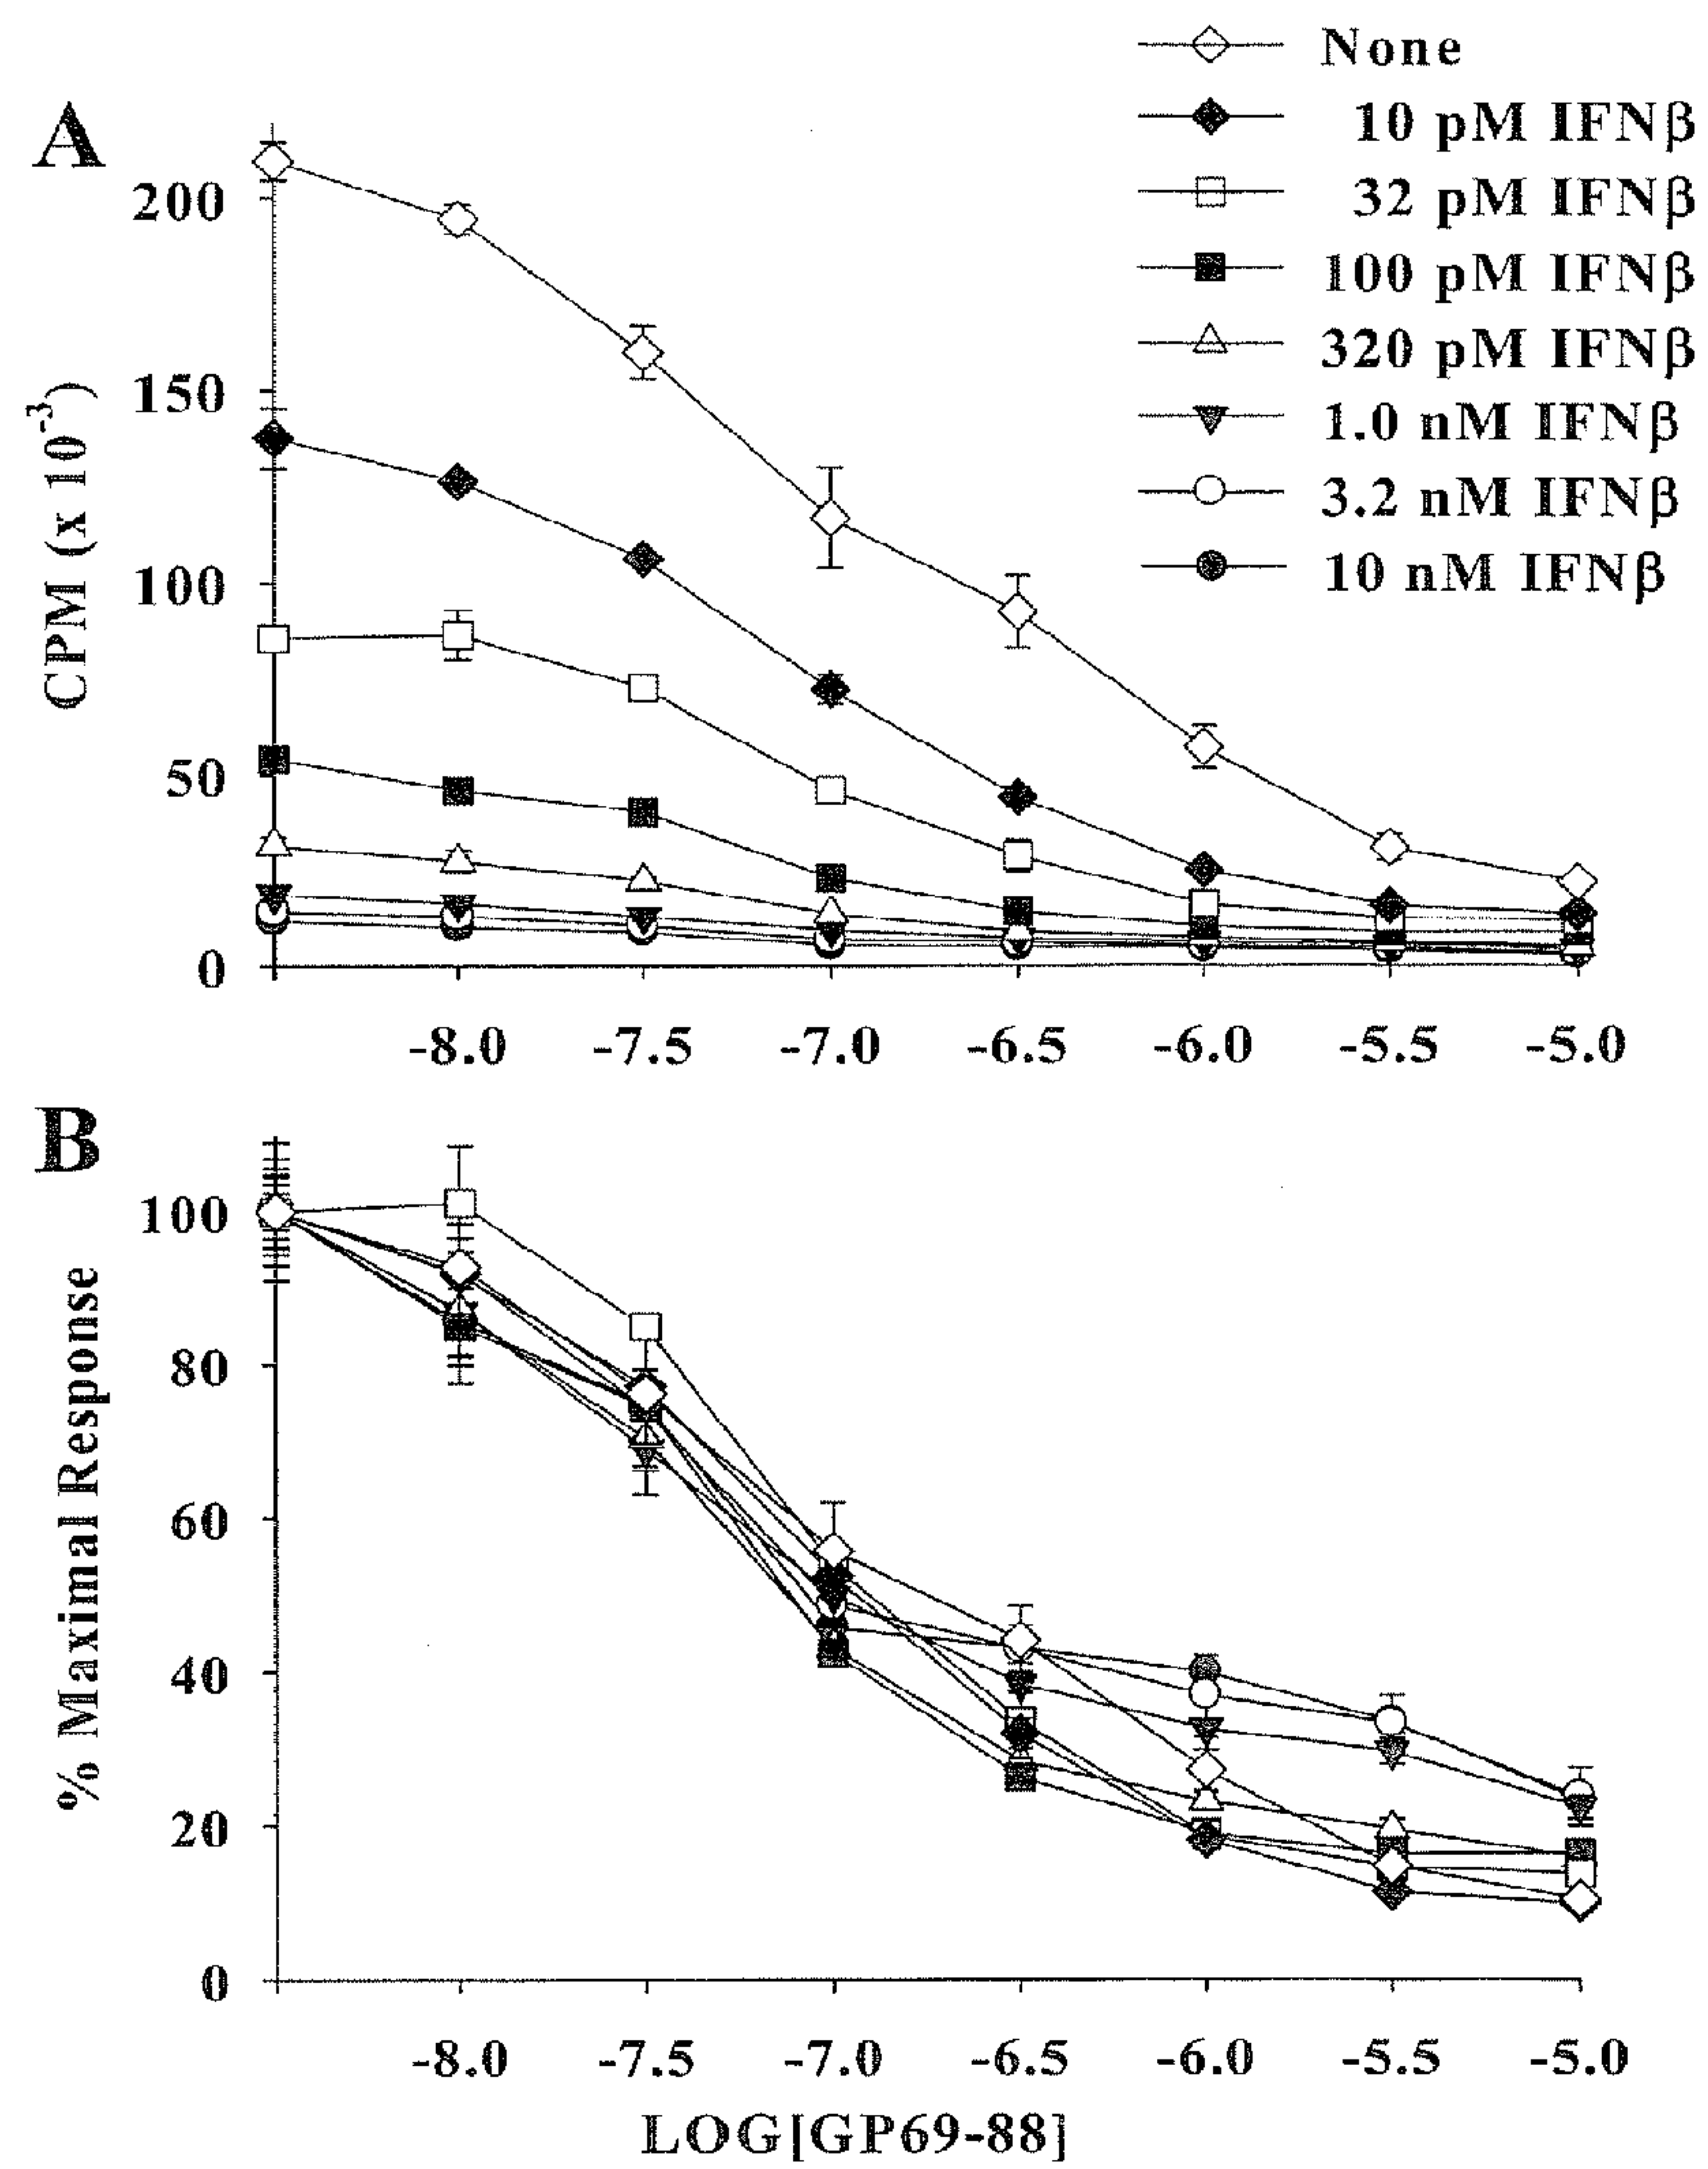 None
10 pM IFNβ
32 pM IFNβ
100 pM IFNβ
320 pM IFNβ
1.0 nM IFNβ
3.2 nM IFNβ
10 nM IFNβ
A
CPM (x 10⁻³)
200
150
100
50
0
-8.0 -7.5 -7.0 -6.5 -6.0 -5.5 -5.0
B
% Maximal Response
100
80
60
40
20
0
-8.0 -7.5 -7.0 -6.5 -6.0 -5.5 -5.0
LOG[GP69-88]